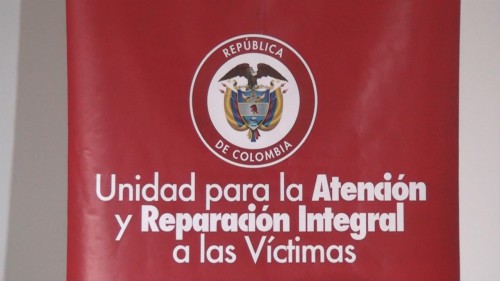 REPÚBLICA
DE COLOMBIA
Unidad para la Atención
y Reparación Integral
a las Víctimas